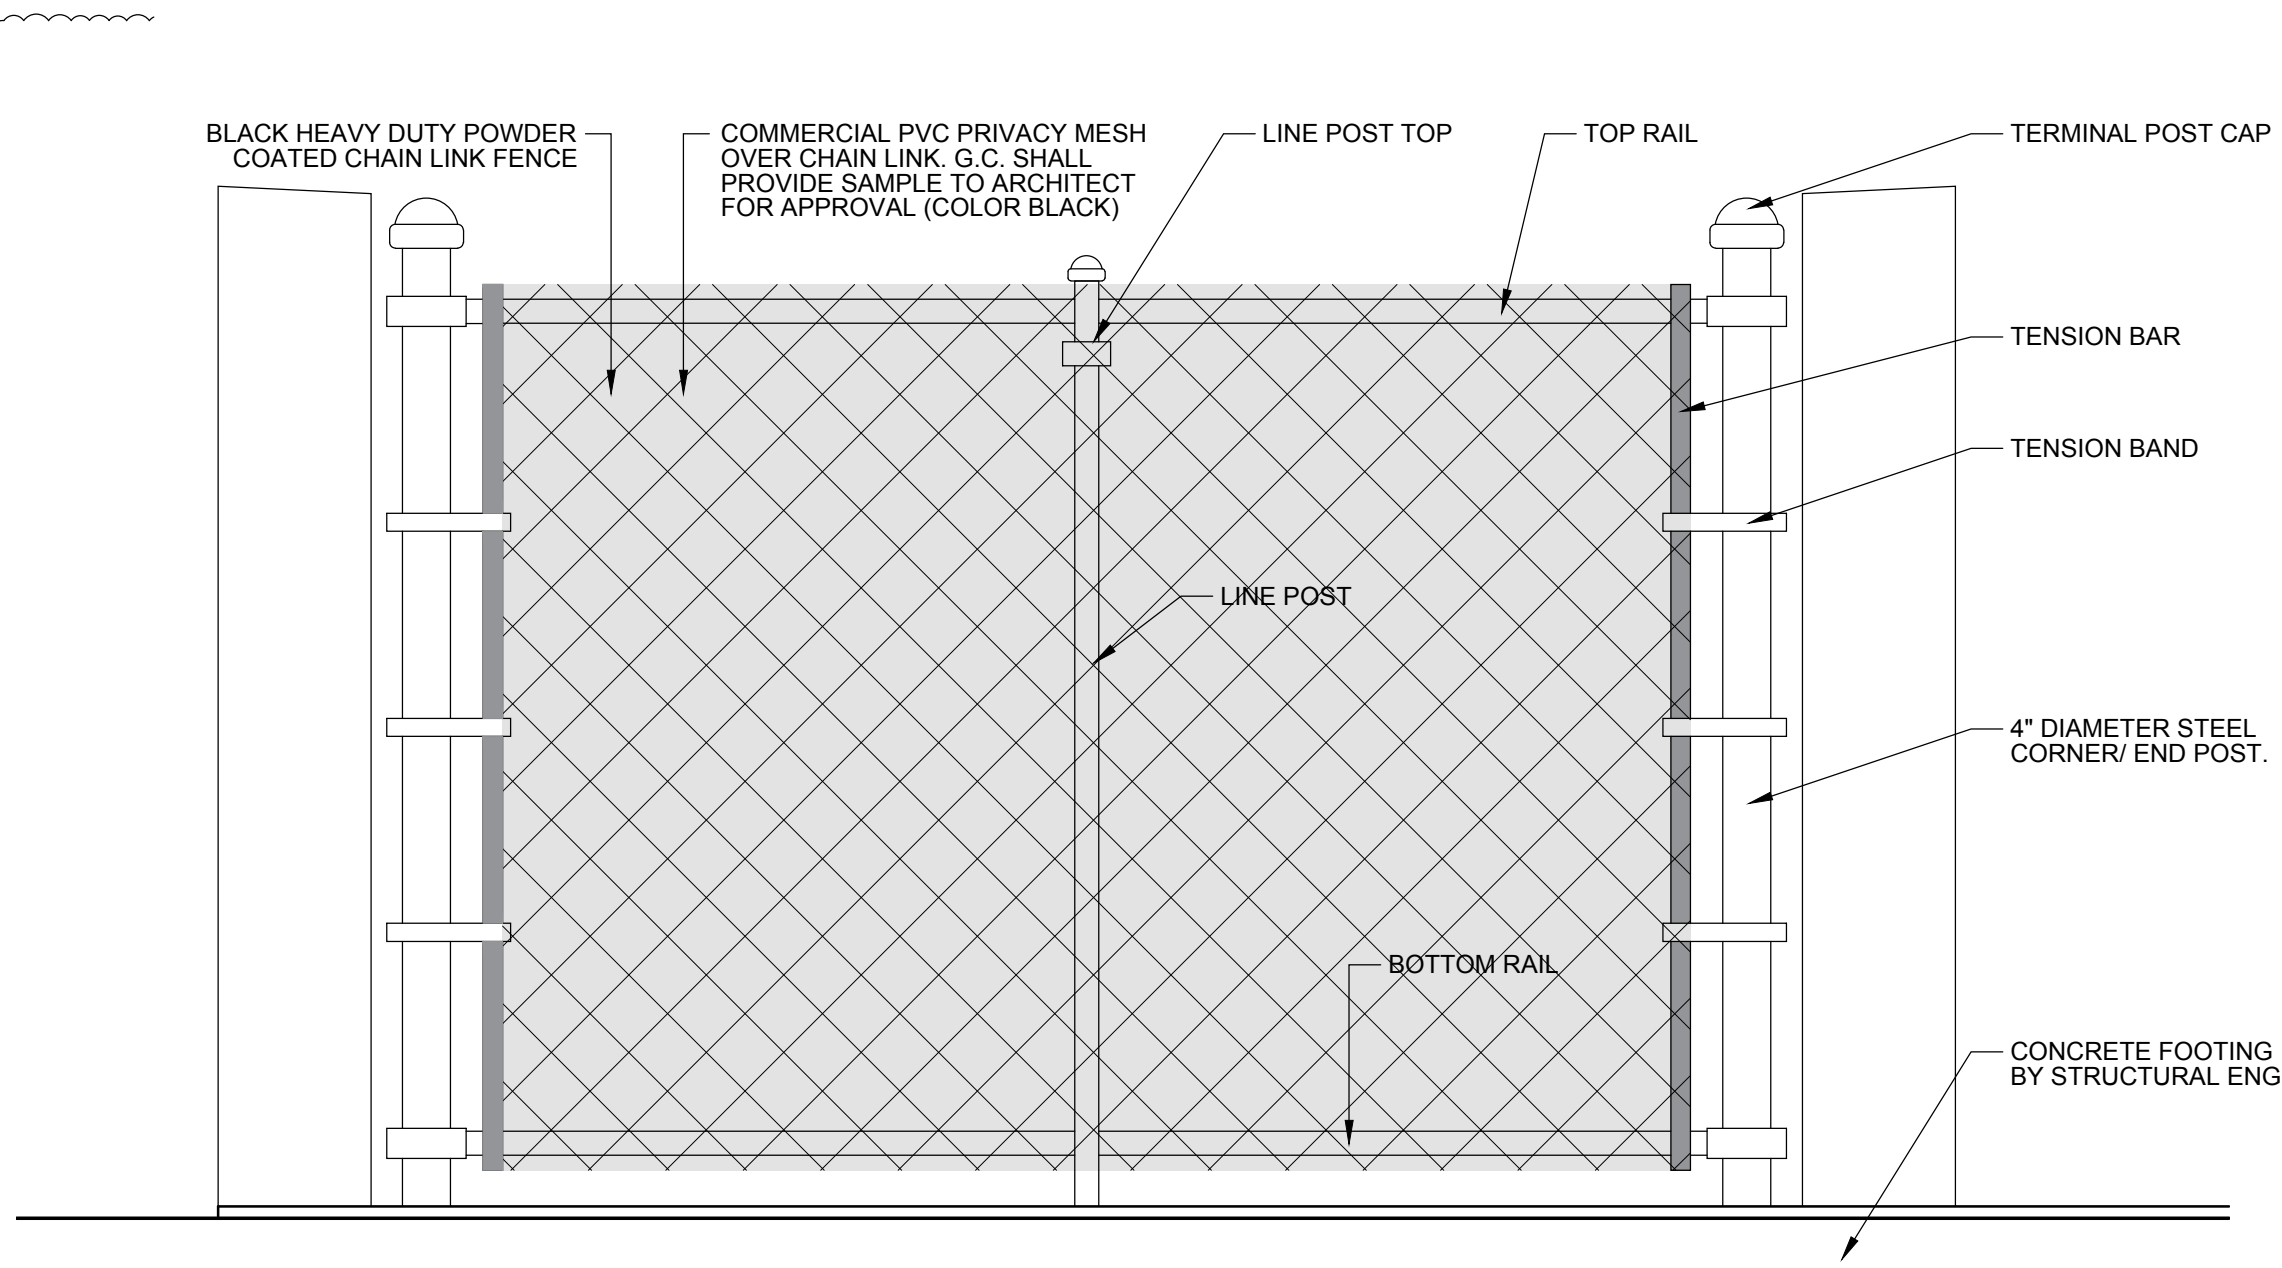 BLACK HEAVY DUTY POWDER
COATED CHAIN LINK FENCE
COMMERCIAL PVC PRIVACY MESH
OVER CHAIN LINK. G.C. SHALL
PROVIDE SAMPLE TO ARCHITECT
FOR APPROVAL (COLOR BLACK)
LINE POST TOP
TOP RAIL
TERMINAL POST CAP
TENSION BAR
TENSION BAND
LINE POST
4" DIAMETER STEEL
CORNER/ END POST.
BOTTOM RAIL
CONCRETE FOOTING
BY STRUCTURAL ENG